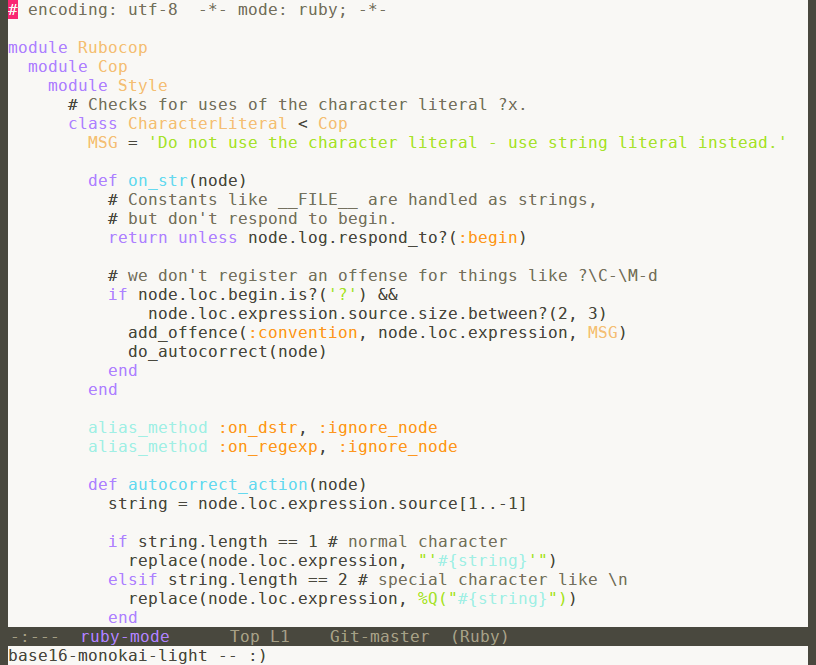 # encoding: utf-8  -*- mode: ruby; -*-

module Rubocop
  module Cop
    module Style
      # Checks for uses of the character literal ?x.
      class CharacterLiteral < Cop
        MSG = 'Do not use the character literal - use string literal instead.'

        def on_str(node)
          # Constants like __FILE__ are handled as strings,
          # but don't respond to begin.
          return unless node.log.respond_to?(:begin)

          # we don't register an offense for things like ?\C-\M-d
          if node.loc.begin.is?('?') &&
              node.loc.expression.source.size.between?(2, 3)
            add_offence(:convention, node.loc.expression, MSG)
            do_autocorrect(node)
          end
        end

        alias_method :on_dstr, :ignore_node
        alias_method :on_regexp, :ignore_node

        def autocorrect_action(node)
          string = node.loc.expression.source[1..-1]

          if string.length == 1 # normal character
            replace(node.loc.expression, "'#{string}'")
          elsif string.length == 2 # special character like \n
            replace(node.loc.expression, %Q("#{string}"))
          end
-:---  ruby-mode      Top L1    Git-master  (Ruby)
base16-monokai-light -- :)